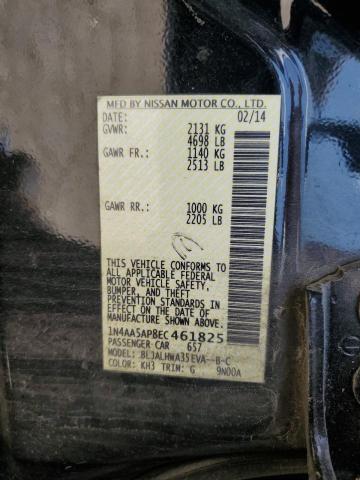 MFD BY NISSAN MOTOR CO., LTD.
DATE: 02/14
GVWR: 2131 KG
4698 LB
GAWR FR.: 1140 KG
2513 LB
GAWR RR.: 1000 KG
2205 LB
THIS VEHICLE CONFORMS TO
ALL APPLICABLE FEDERAL
MOTOR VEHICLE SAFETY,
BUMPER, AND THEFT
PREVENTION STANDARDS IN
EFFECT ON THE DATE OF
MANUFACTURE SHOWN ABOVE.
1N4AA5AP8EC461825
PASSENGER CAR 657
MODEL: BLJALHWA35EVA--B-C
COLOR: KH3 TRIM: G 9N00A